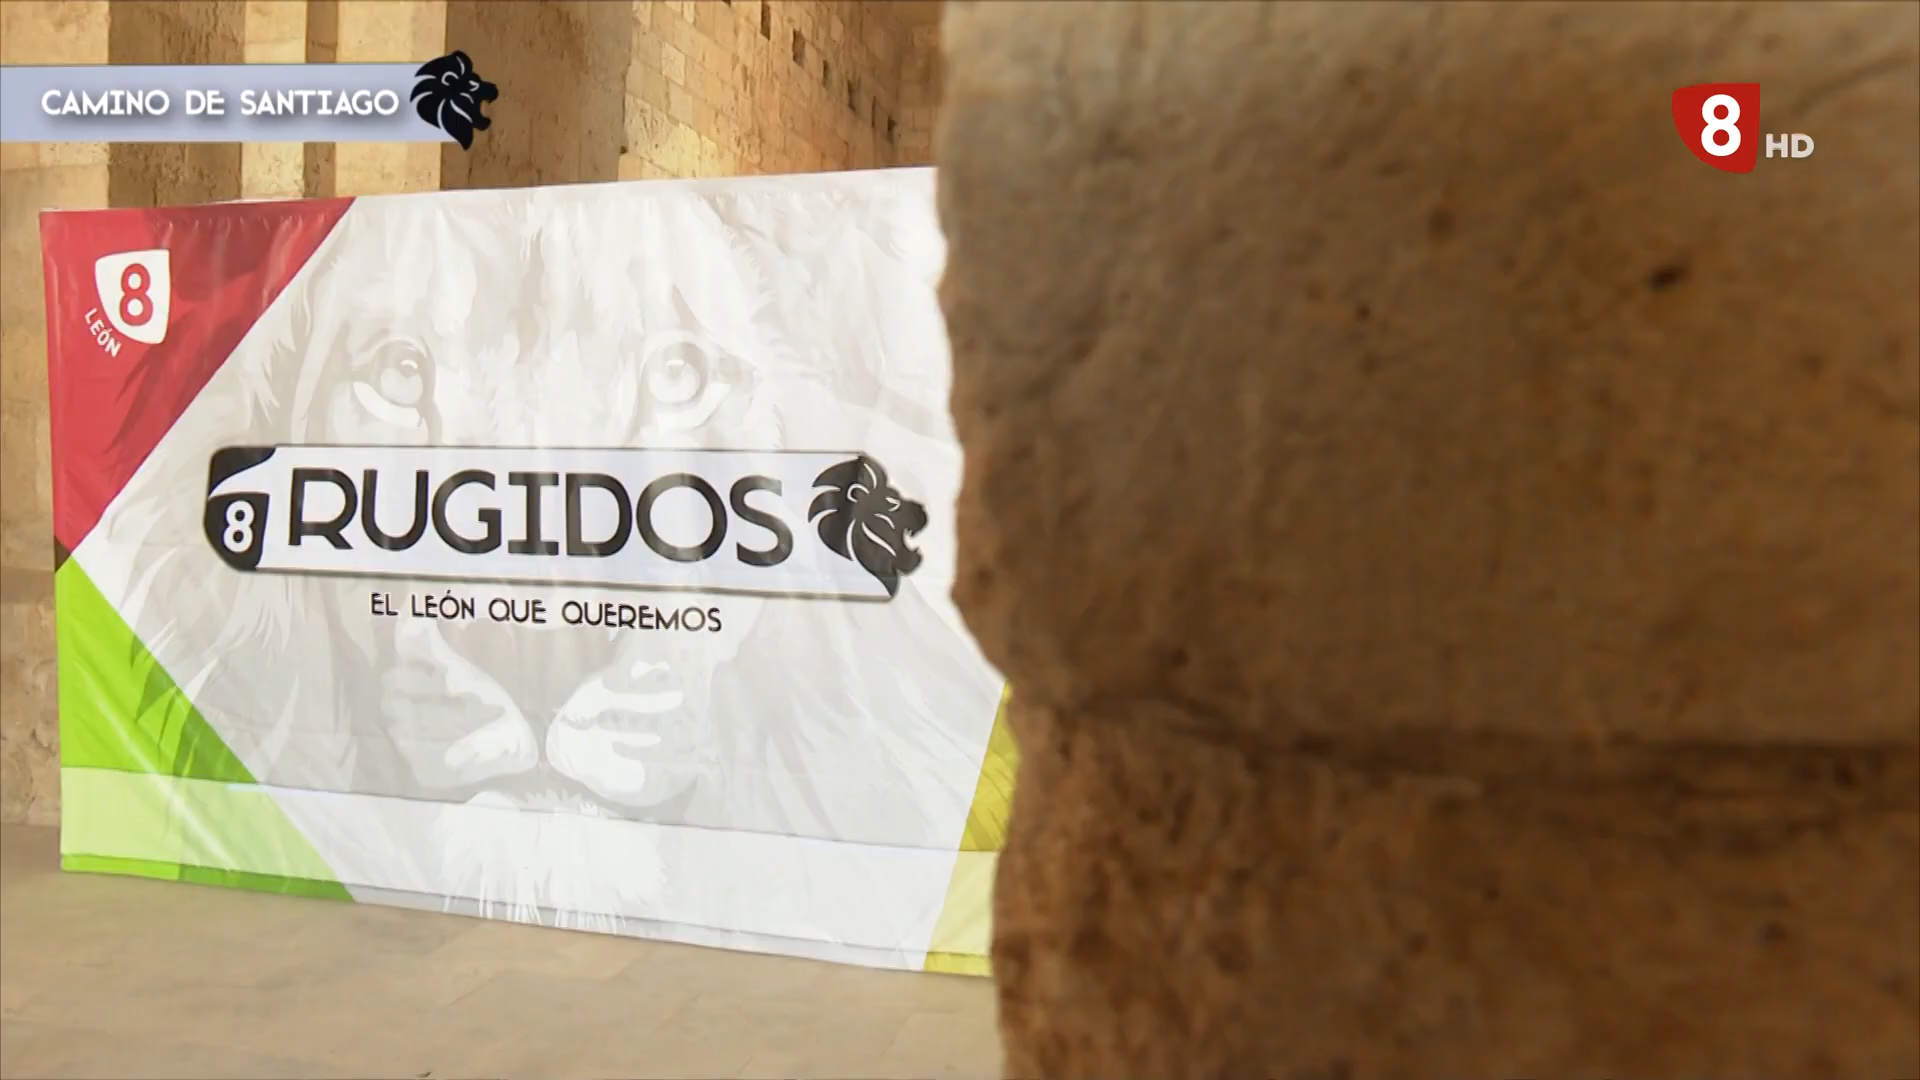 CAMINO DE SANTIAGO
8 HD
8
LEÓN
8 RUGIDOS
EL LEÓN QUE QUEREMOS